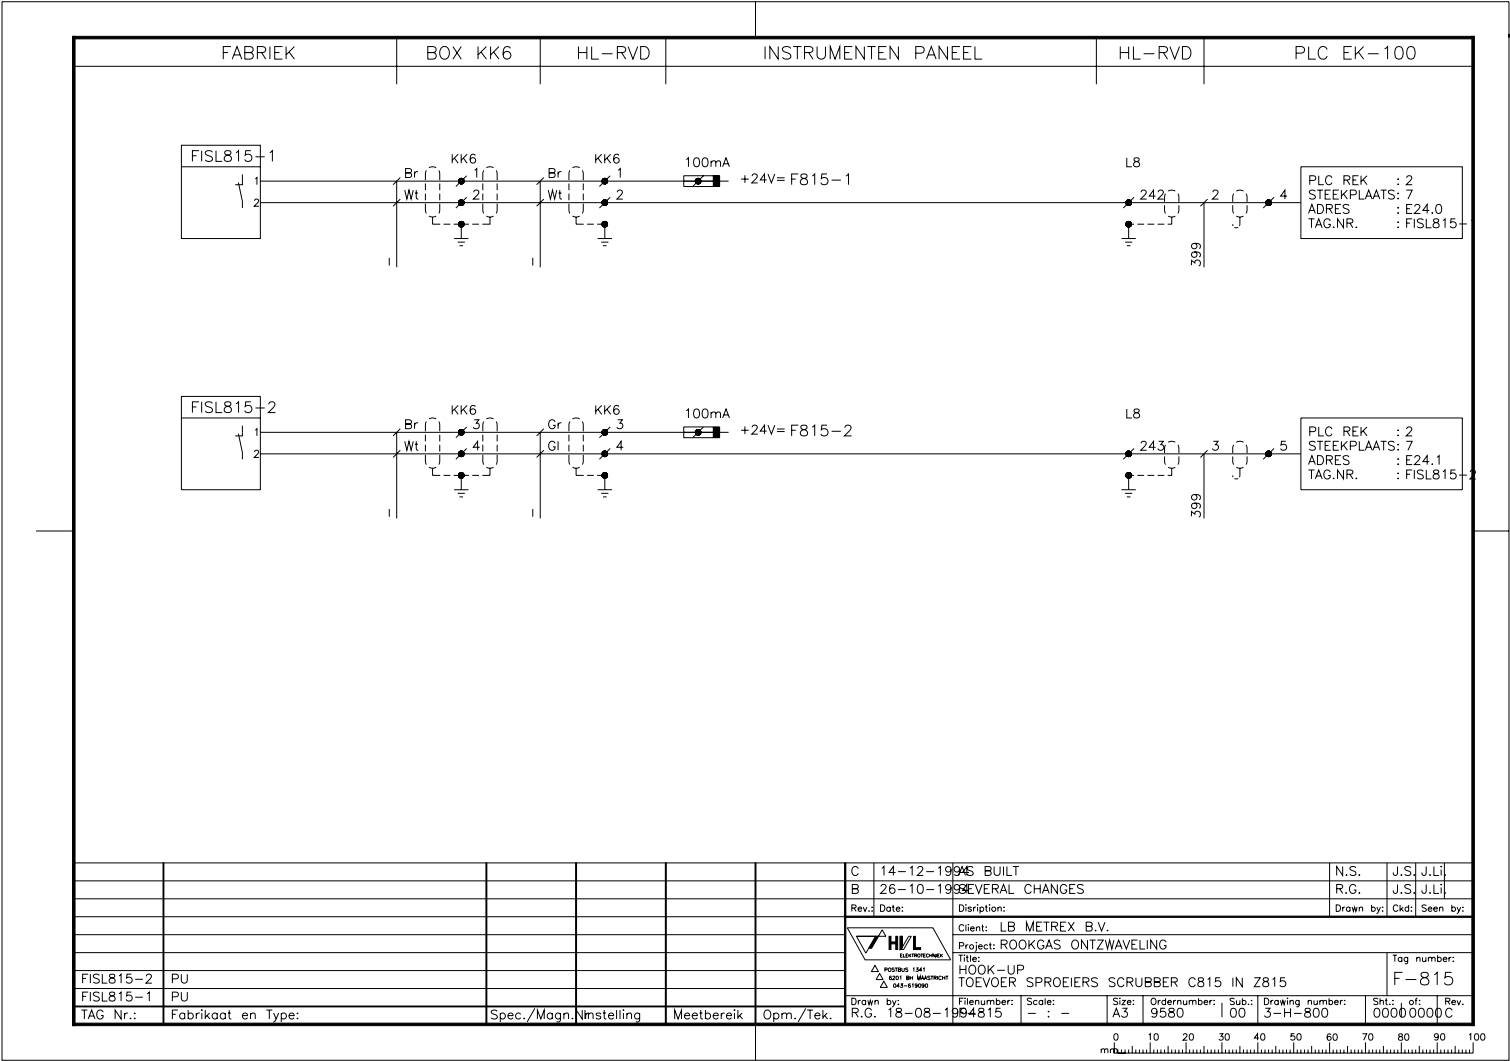 FABRIEK BOX KK6 HL-RVD INSTRUMENTEN PANEEL HL-RVD PLC EK-100
FISL815-1
1
2
Br
Wt
KK6
1
2
Br
Wt
KK6
1
2
100mA
+24V= F815-1
L8
242
2
4
PLC REK : 2
STEEKPLAATS: 7
ADRES : E24.0
TAG.NR. : FISL815-
1
1
399
FISL815-2
1
2
Br
Wt
KK6
3
4
Gr
Gl
KK6
3
4
100mA
+24V= F815-2
L8
243
3
5
PLC REK : 2
STEEKPLAATS: 7
ADRES : E24.1
TAG.NR. : FISL815-2
1
1
399
C 14-12-1994 AS BUILT N.S. J.S. J.Li.
B 26-10-1994 SEVERAL CHANGES R.G. J.S. J.Li.
Rev.: Date: Disription: Drawn by: Ckd: Seen by:
HVL
ELEKTROTECHNIEK
POSTBUS 1341
6201 BH MAASTRICHT
043-619090
Client: LB METREX B.V.
Project: ROOKGAS ONTZWAVELING
Title:
HOOK-UP
TOEVOER SPROEIERS SCRUBBER C815 IN Z815
Tag number:
F-815
Drawn by: Filenumber: Scale: Size: Ordernumber: Sub.: Drawing number: Sht.: of: Rev.
R.G. 18-08-1994 F-815 - : - A3 9580 00 3-H-800 0000 0000 C
FISL815-2 PU
FISL815-1 PU
TAG Nr.: Fabrikaat en Type: Spec./Magn.Nr. Instelling Meetbereik Opm./Tek.
0 10 20 30 40 50 60 70 80 90 100
mm